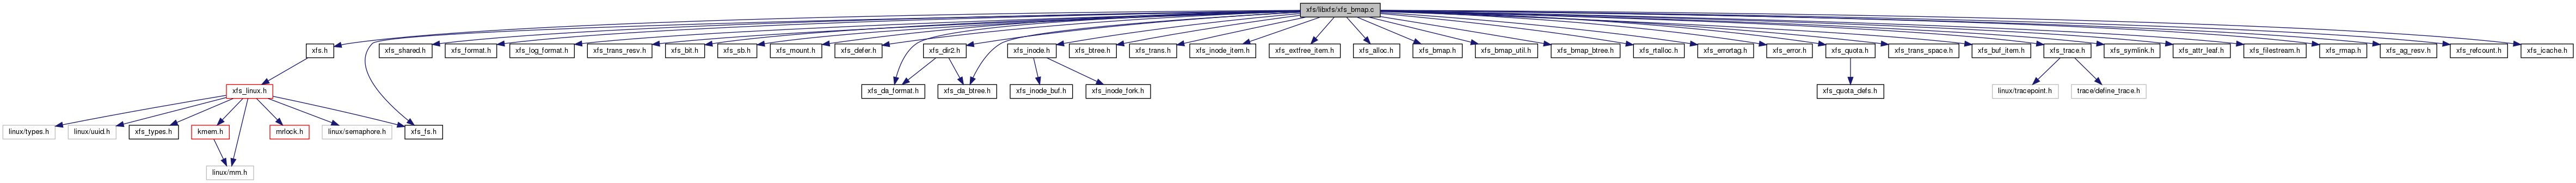 xfs/libxfs/xfs_bmap.c
xfs.h
xfs_shared.h
xfs_format.h
xfs_log_format.h
xfs_trans_resv.h
xfs_bit.h
xfs_sb.h
xfs_mount.h
xfs_defer.h
xfs_dir2.h
xfs_inode.h
xfs_btree.h
xfs_trans.h
xfs_inode_item.h
xfs_extfree_item.h
xfs_alloc.h
xfs_bmap.h
xfs_bmap_util.h
xfs_bmap_btree.h
xfs_rtalloc.h
xfs_errortag.h
xfs_error.h
xfs_quota.h
xfs_trans_space.h
xfs_buf_item.h
xfs_trace.h
xfs_symlink.h
xfs_attr_leaf.h
xfs_filestream.h
xfs_rmap.h
xfs_ag_resv.h
xfs_refcount.h
xfs_icache.h
xfs_linux.h
xfs_da_format.h
xfs_da_btree.h
xfs_inode_buf.h
xfs_inode_fork.h
xfs_quota_defs.h
linux/tracepoint.h
trace/define_trace.h
linux/types.h
linux/uuid.h
xfs_types.h
kmem.h
mrlock.h
linux/semaphore.h
xfs_fs.h
linux/mm.h